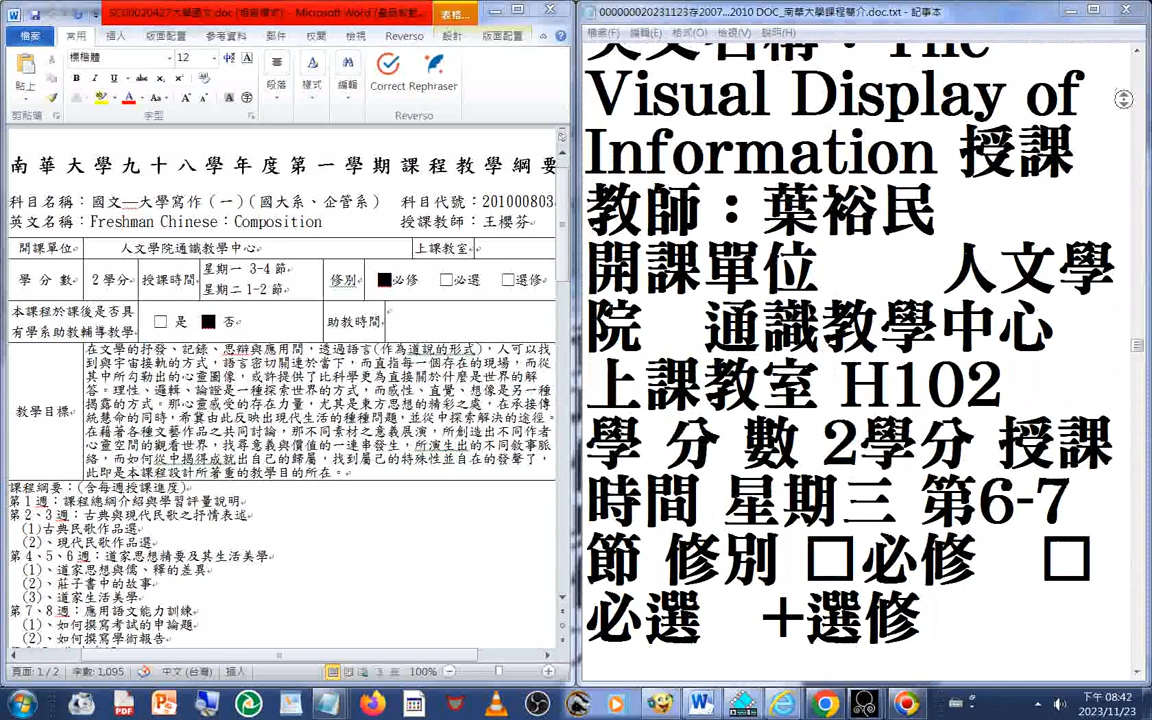 SC00020427大學國文.doc [相容模式] - Microsoft Word (產品啟動...
表格...
檔案 常用 插入 版面配置 參考資料 郵件 校閱 檢視 Reverso 設計 版面配置
標楷體 12
貼上 段落 樣式 編輯 Correct Rephraser
剪貼簿 字型 Reverso
南華大學九十八學年度第一學期課程教學綱要
科目名稱：國文—大學寫作（一）(國大系、企管系) 科目代號：201000803
英文名稱：Freshman Chinese：Composition 授課教師：王櫻芬
開課單位 人文學院通識教學中心 上課教室
學 分 數 2學分 授課時間 星期一 3-4節 修別 ■必修 □必選 □選修
星期二1-2節
本課程於課後是否具有學系助教輔導教學 □ 是 ■ 否 助教時間
教學目標
在文學的抒發、記錄、思辯與應用間，透過語言(作為道說的形式)，人可以找
到與宇宙接軌的方式，語言密切關連於當下，而直指每一個存在的現場，而從
其中所勾勒出的心靈圖像，或許提供了比科學更為直接關於什麼是世界的解
答。理性、邏輯、論證是一種探索世界的方式，而感性、直覺、想像是另一種
揭露的方式。那心靈感受的存在力量，尤其是東方思想的精彩之處，在承接傳
統慧命的同時，希冀由此反映出現代生活的種種問題，並從中探索解決的途徑。
在藉著各種文藝作品之共同討論，那不同素材之意義展演，所創造出不同作者
心靈空間的觀看世界，找尋意義與價值的一連串發生，所演生出的不同敘事脈
絡，而如何從中揭得成就出自己的歸屬，找到屬己的特殊性並自在的發聲了，
此即是本課程設計所著重的教學目的所在。
課程綱要：(含每週授課進度)
第1週：課程總綱介紹與學習評量說明
第2、3週：古典與現代民歌之抒情表述
(1)古典民歌作品選
(2)、現代民歌作品選
第4、5、6週：道家思想精要及其生活美學
(1)、道家思想與儒、釋的差異
(2)、莊子書中的故事
(3)、道家生活美學
第7、8週：應用語文能力訓練
(1)、如何撰寫考試的申論題
(2)、如何撰寫學術報告
頁面：1/2 字數：1,095 中文(台灣) 插入 100%
000000020231123存2007...2010 DOC_南華大學課程簡介.doc.txt - 記事本
檔案(F) 編輯(E) 格式(O) 檢視(V) 說明(H)
英文名稱：The
Visual Display of
Information 授課
教師：葉裕民
開課單位 人文學
院 通識教學中心
上課教室 H102
學 分 數 2學分 授課
時間 星期三 第6-7
節 修別 □必修 □
必選 ＋選修
下午 08:42
2023/11/23